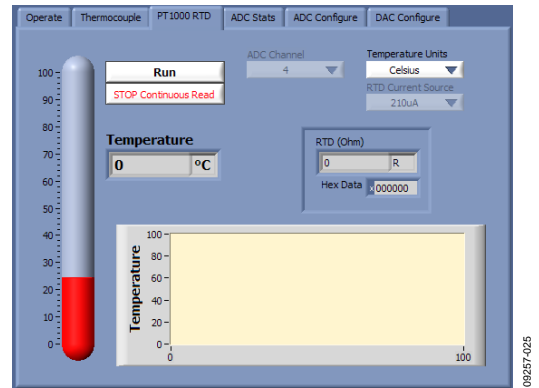 Operate Thermocouple PT1000 RTD ADC Stats ADC Configure DAC Configure
ADC Channel
4
Temperature Units
Celsius
RTD Current Source
210uA
Run
STOP Continuous Read
100
90
80
70
60
50
40
30
20
10
0
Temperature
0 °C
RTD (Ohm)
0 R
Hex Data x000000
Temperature
100
80
60
40
20
0
0 100
09257-025